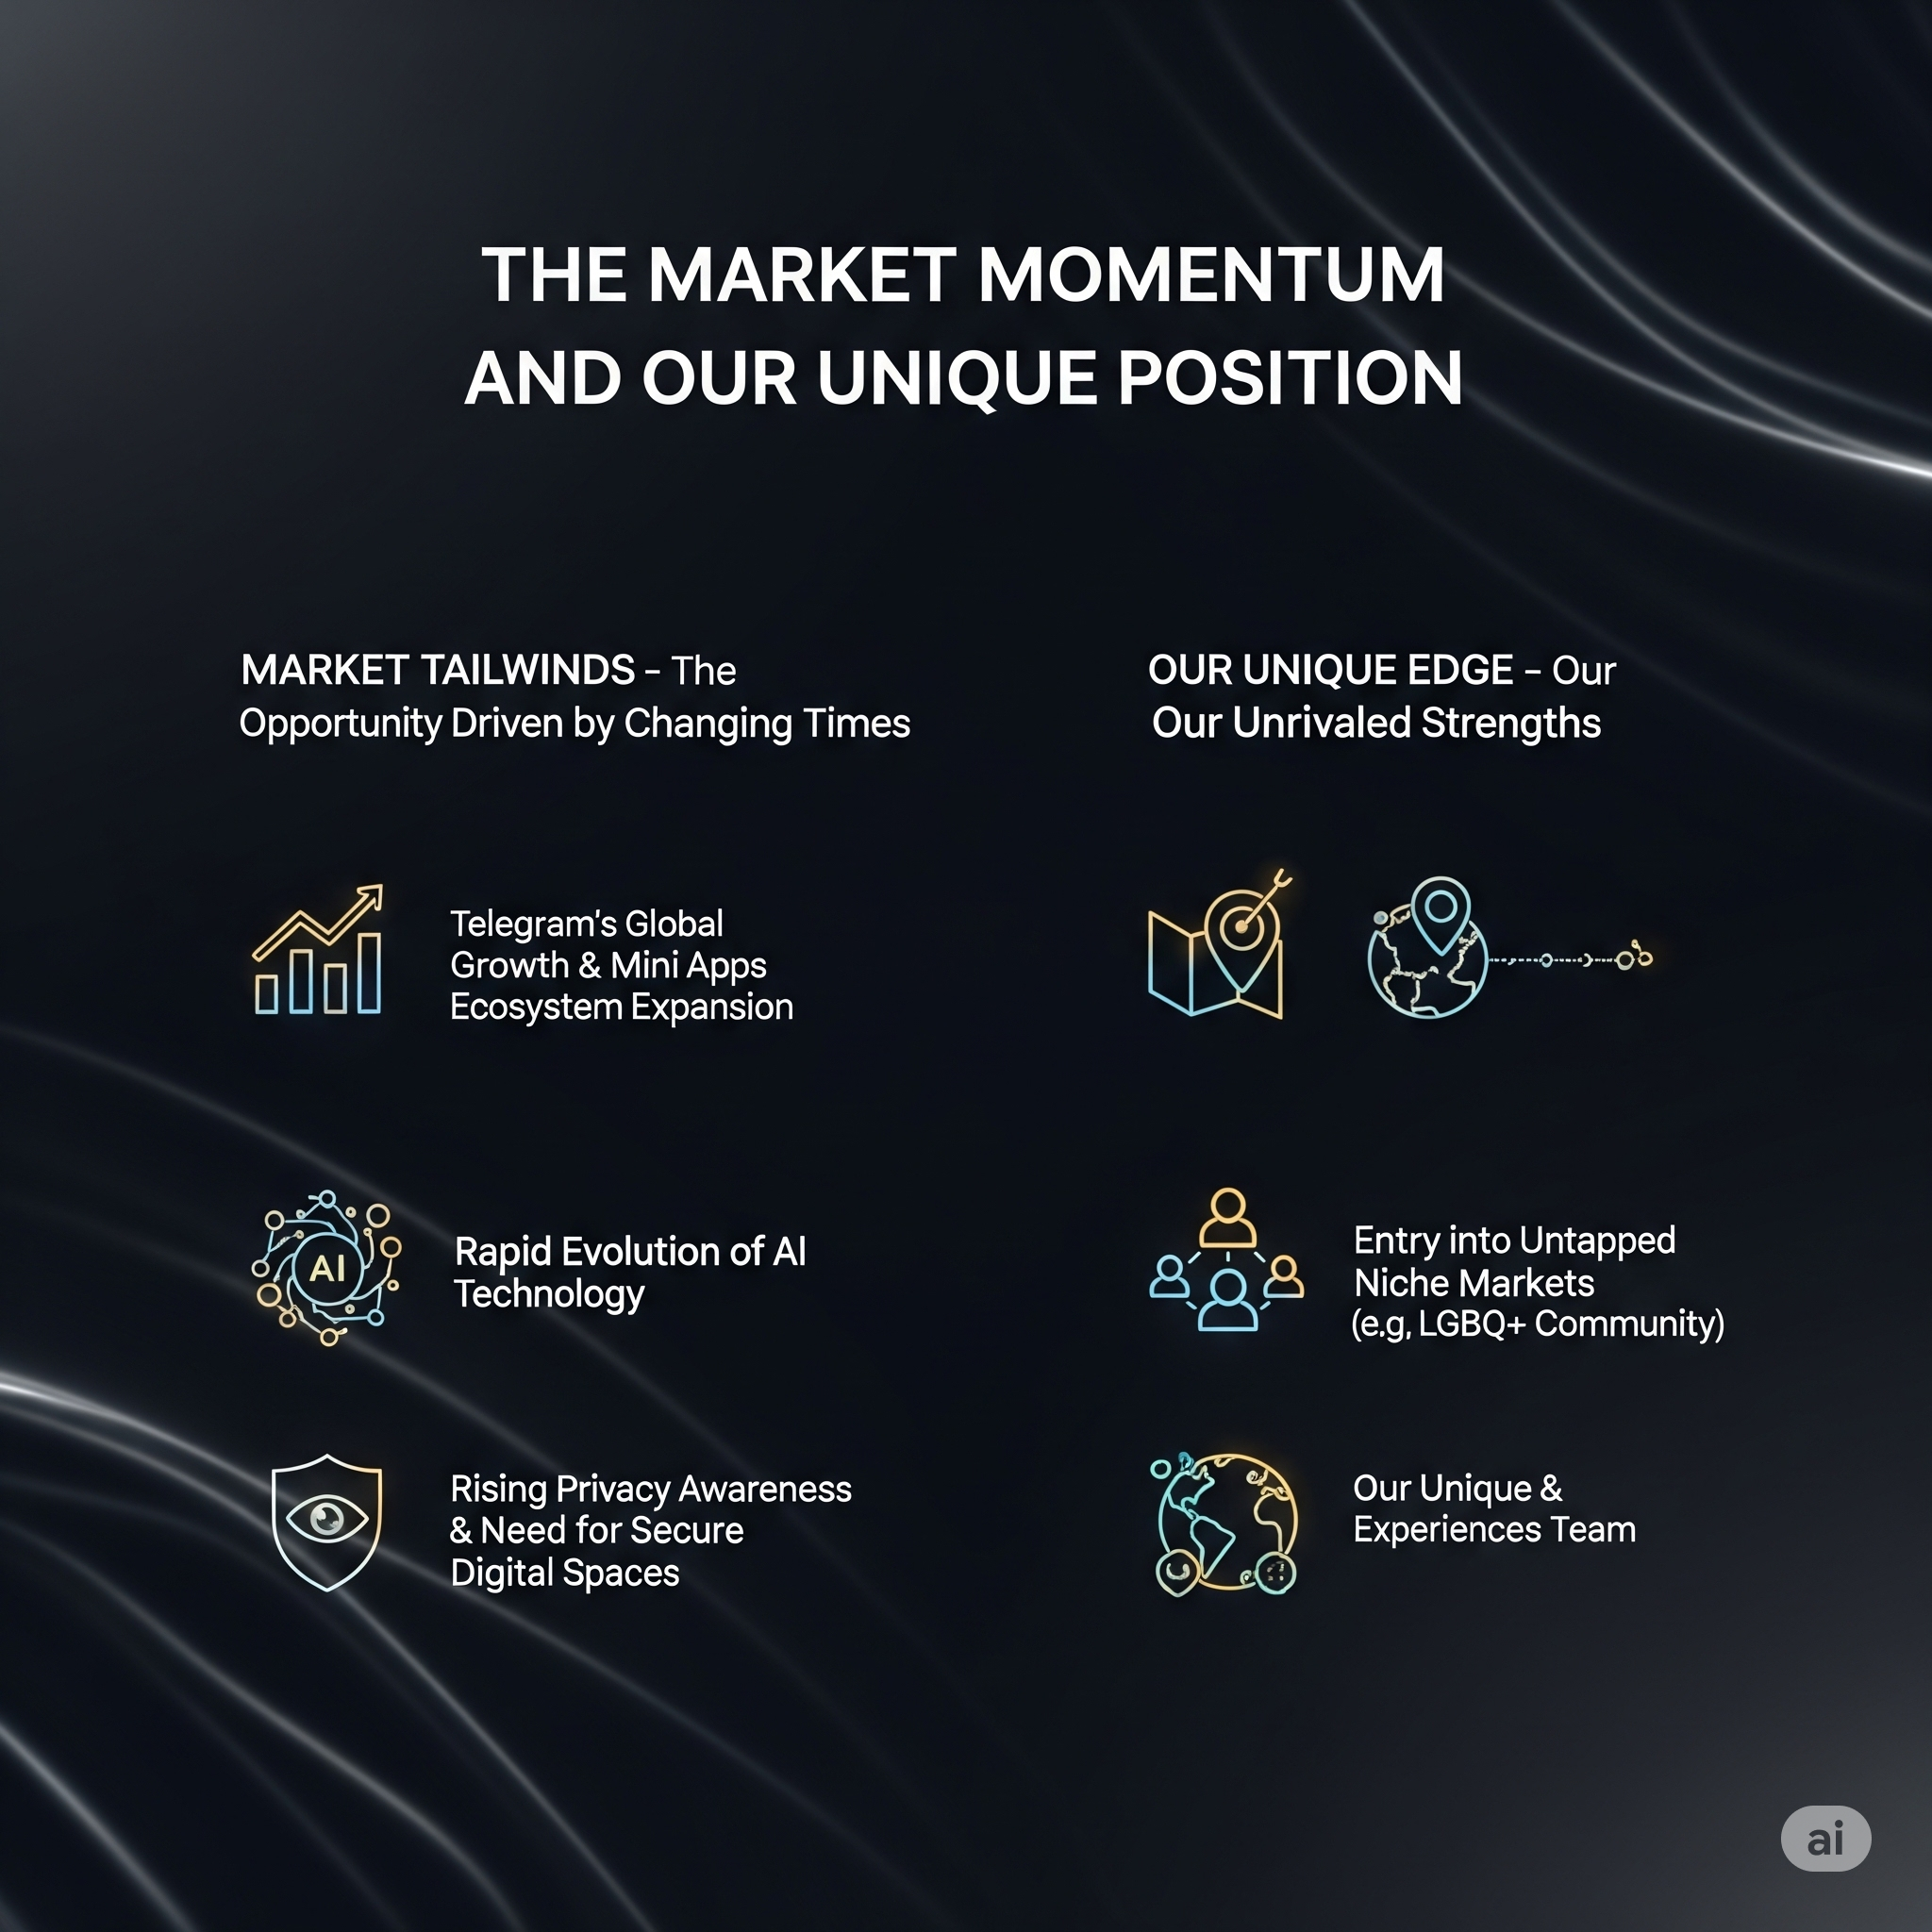 THE MARKET MOMENTUM
AND OUR UNIQUE POSITION
MARKET TAILWINDS – The
Opportunity Driven by Changing Times
Telegram's Global
Growth & Mini Apps
Ecosystem Expansion
AI
Rapid Evolution of AI
Technology
Rising Privacy Awareness
& Need for Secure
Digital Spaces
OUR UNIQUE EDGE – Our
Our Unrivaled Strengths
Entry into Untapped
Niche Markets
(e.g, LGBQ+ Community)
Our Unique &
Experiences Team
ai